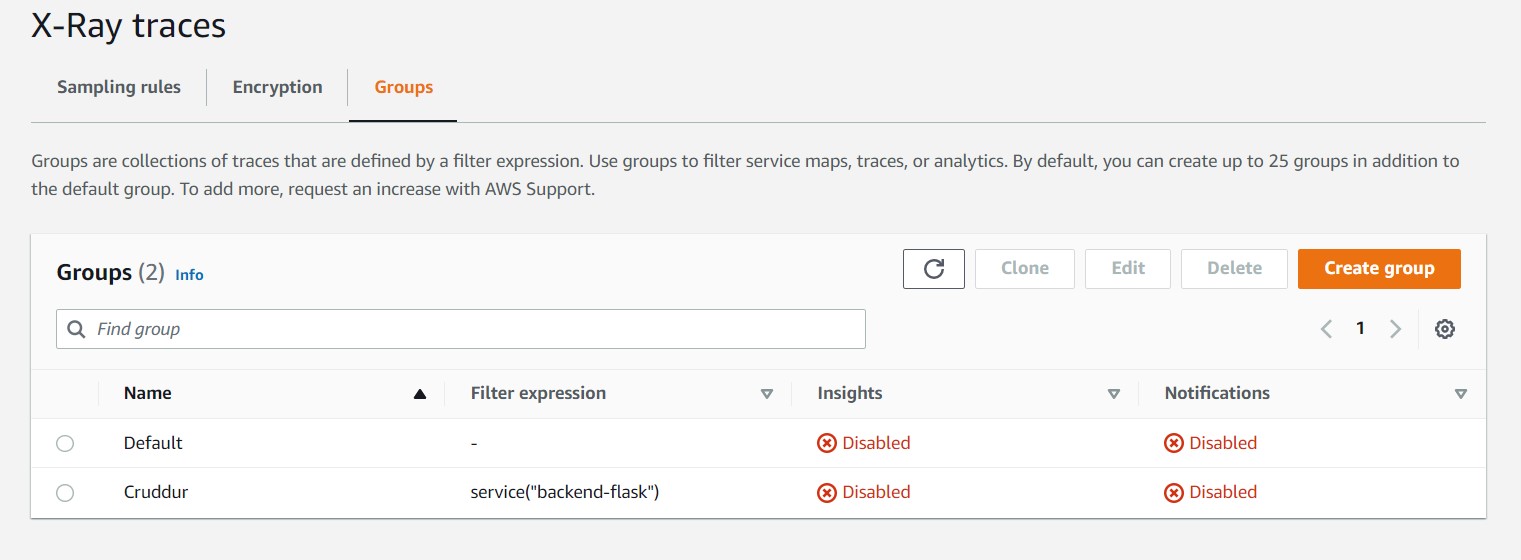 X-Ray traces
Sampling rules Encryption Groups
Groups are collections of traces that are defined by a filter expression. Use groups to filter service maps, traces, or analytics. By default, you can create up to 25 groups in addition to
the default group. To add more, request an increase with AWS Support.
Groups (2) Info Clone Edit Delete Create group
Find group 1
Name Filter expression Insights Notifications
Default - Disabled Disabled
Cruddur service("backend-flask") Disabled Disabled